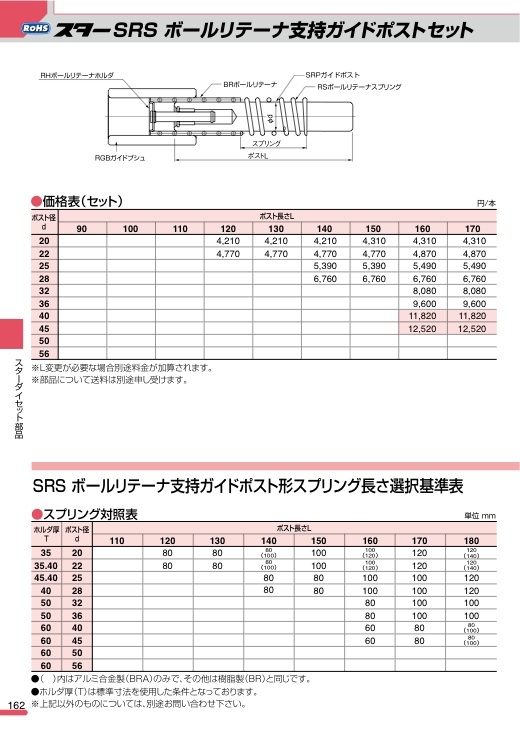 RoHS スター SRS ボールリテーナ支持ガイドポストセット
RHボールリテーナホルダ
BRボールリテーナ
SRPガイドポスト
RSボールリテーナスプリング
φd
スプリング
RGBガイドブシュ
ポストL
●価格表(セット)
円/本
ポスト径 d ポスト長さL
90 100 110 120 130 140 150 160 170
20 4,210 4,210 4,210 4,310 4,310 4,310
22 4,770 4,770 4,770 4,770 4,870 4,870
25 5,390 5,390 5,490 5,490
28 6,760 6,760 6,760 6,760
32 8,080 8,080
36 9,600 9,600
40 11,820 11,820
45 12,520 12,520
50
56
※L変更が必要な場合別途料金が加算されます。
※部品について送料は別途申し受けます。
スターダイセット部品
SRS ボールリテーナ支持ガイドポスト形スプリング長さ選択基準表
●スプリング対照表
単位 mm
ホルダ厚 T ポスト径 d ポスト長さL
110 120 130 140 150 160 170 180
35 20 80 80 80(100) 100 100(120) 120 120(140)
35.40 22 80 80 80(100) 100 100(120) 120 120(140)
45.40 25 80 80 100 100 120
40 28 80 80 100 100 120
50 32 80 100 100
50 36 80 100 100
60 40 60 80 80(100)
60 45 60 80 80(100)
60 50
60 56
●( )内はアルミ合金製(BRA)のみで、その他は樹脂製(BR)と同じです。
●ホルダ厚(T)は標準寸法を使用した条件となっております。
※上記以外のものについては、別途お問い合わせ下さい。
162